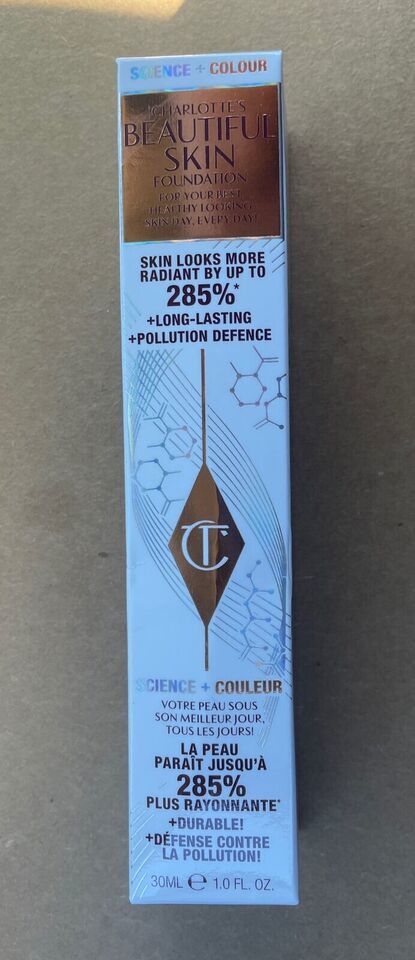 SCIENCE + COLOUR
CHARLOTTE'S
BEAUTIFUL
SKIN
FOUNDATION
FOR YOUR BEST,
HEALTHY LOOKING
SKIN DAY, EVERY DAY!
SKIN LOOKS MORE
RADIANT BY UP TO
285%*
+LONG-LASTING
+POLLUTION DEFENCE
CT
SCIENCE + COULEUR
VOTRE PEAU SOUS
SON MEILLEUR JOUR,
TOUS LES JOURS!
LA PEAU
PARAÎT JUSQU'À
285%
PLUS RAYONNANTE*
+DURABLE!
+DÉFENSE CONTRE
LA POLLUTION!
30ML e 1.0 FL. OZ.